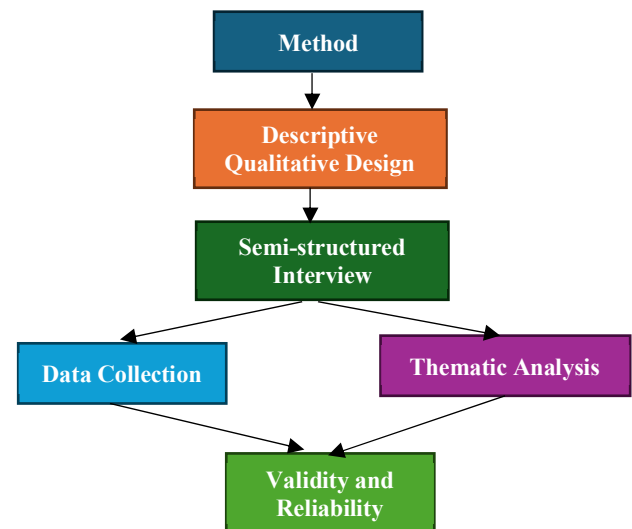 Method
Descriptive
Qualitative Design
Semi-structured
Interview
Data Collection
Thematic Analysis
Validity and
Reliability